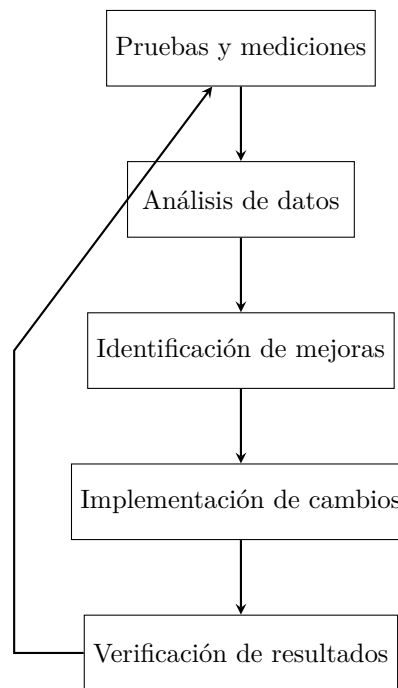 Pruebas y mediciones
Análisis de datos
Identificación de mejoras
Implementación de cambios
Verificación de resultados